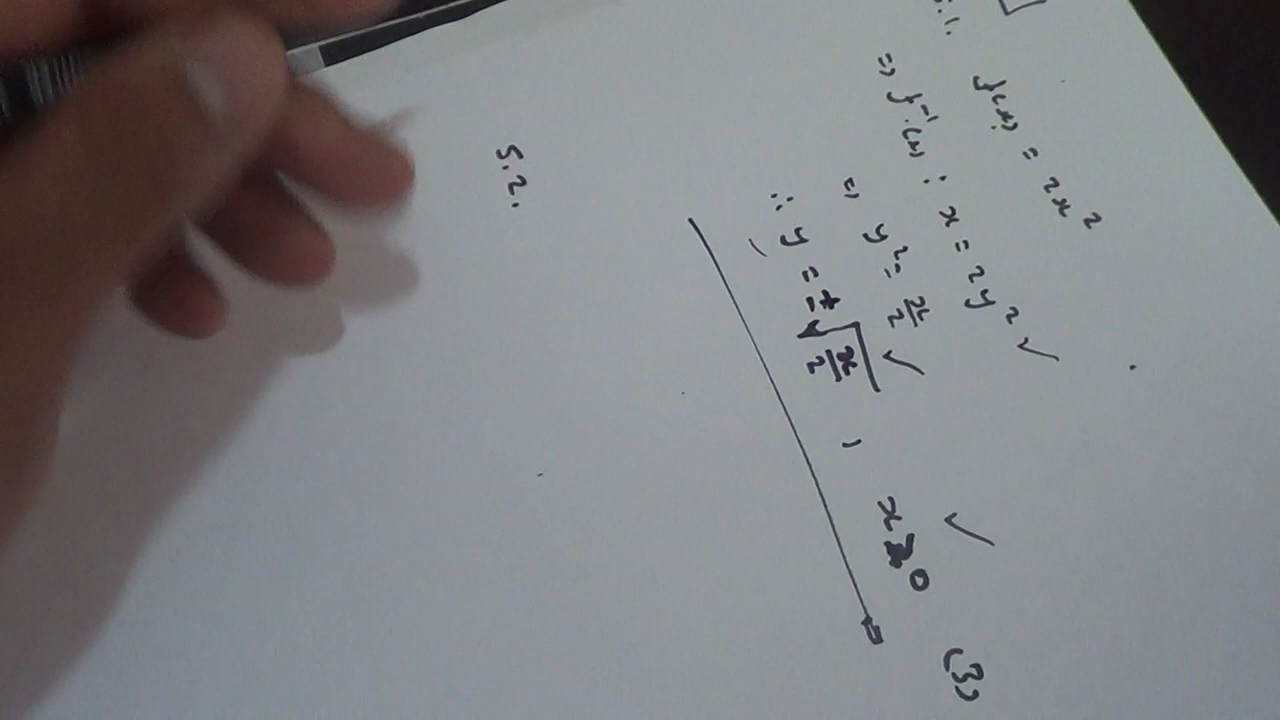 5.1. f(x) = 2x²
=> f⁻¹(x) : x = 2y² ✓
=> y² = x/2 ✓
∴ y = ±√(x/2) , x ≥ 0 ✓ (3)
5.2.